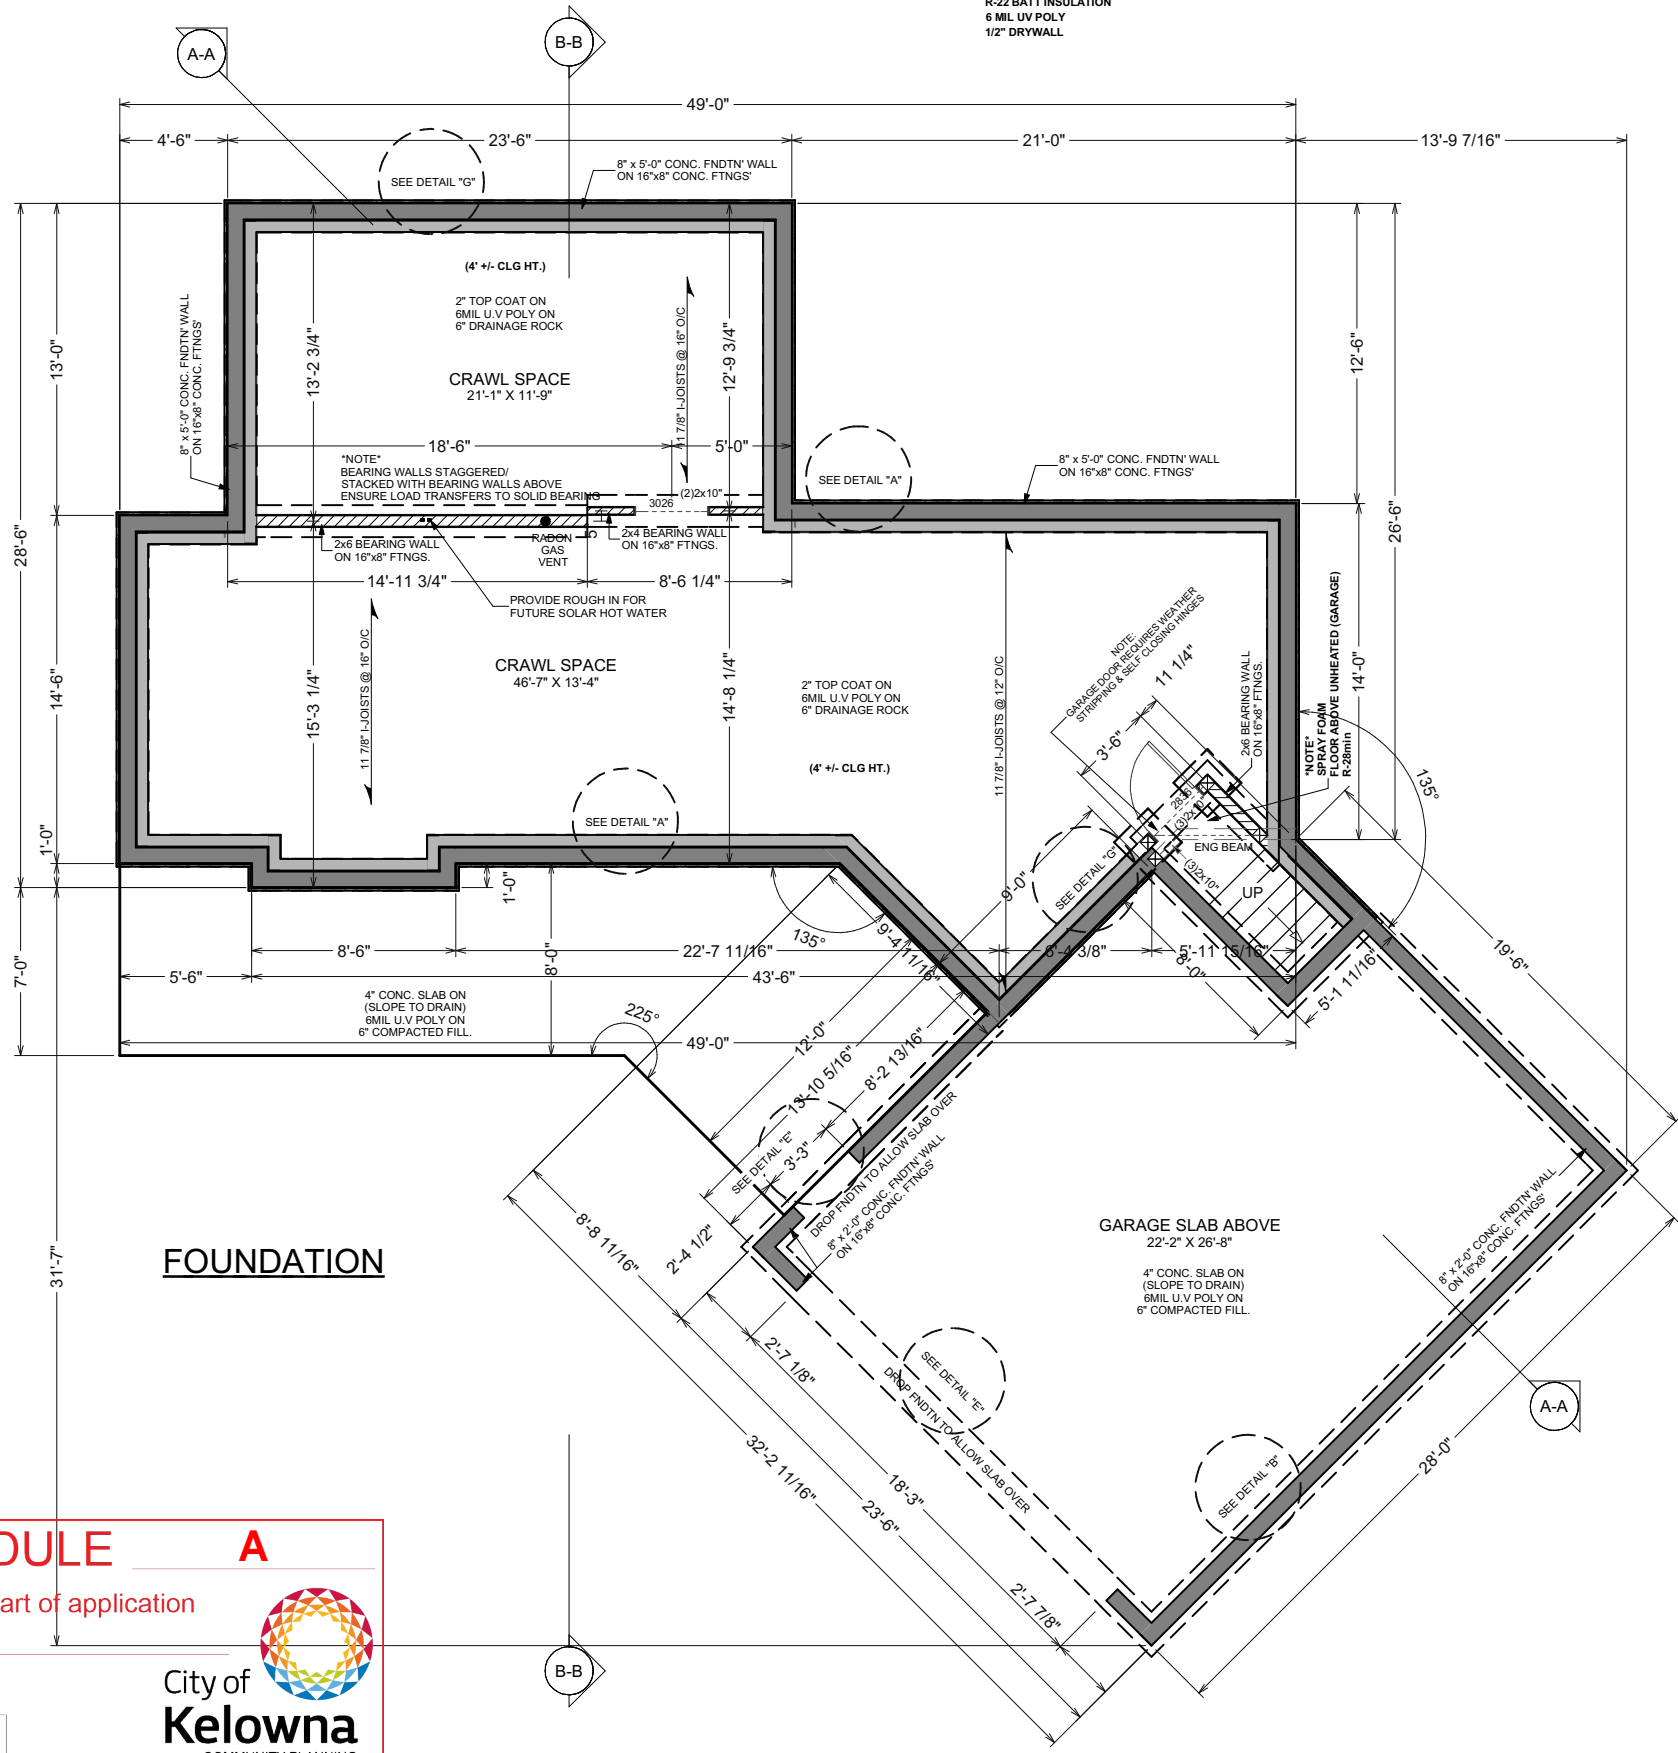 R-22 BATT INSULATION
6 MIL UV POLY
1/2" DRYWALL
A-A
B-B
49'-0"
4'-6"
23'-6"
21'-0"
13'-9 7/16"
SEE DETAIL "G"
8" x 5'-0" CONC. FNDTN' WALL
ON 16"x8" CONC. FTNGS'
(4' +/- CLG HT.)
2" TOP COAT ON
6MIL U.V POLY ON
6" DRAINAGE ROCK
CRAWL SPACE
21'-1" X 11'-9"
13'-0"
13'-2 3/4"
12'-9 3/4"
11 7/8" I-JOISTS @ 16" O/C
12'-6"
8" x 5'-0" CONC. FNDTN' WALL
ON 16"x8" CONC. FTNGS'
18'-6"
5'-0"
*NOTE*
BEARING WALLS STAGGERED/
STACKED WITH BEARING WALLS ABOVE
ENSURE LOAD TRANSFERS TO SOLID BEARING
3026
(2)2x10"
SEE DETAIL "A"
8" x 5'-0" CONC. FNDTN' WALL
ON 16"x8" CONC. FTNGS'
28'-6"
26'-6"
2x6 BEARING WALL
ON 16"x8" FTNGS.
RADON
GAS
VENT
5"
2x4 BEARING WALL
ON 16"x8" FTNGS.
14'-11 3/4"
8'-6 1/4"
PROVIDE ROUGH IN FOR
FUTURE SOLAR HOT WATER
14'-6"
15'-3 1/4"
11 7/8" I-JOISTS @ 16" O/C
CRAWL SPACE
46'-7" X 13'-4"
14'-8 1/4"
2" TOP COAT ON
6MIL U.V POLY ON
6" DRAINAGE ROCK
(4' +/- CLG HT.)
11 7/8" I-JOISTS @ 12" O/C
NOTE:
GARAGE DOOR REQUIRES WEATHER
STRIPPING & SELF CLOSING HINGES
11 1/4"
3'-6"
2x6 BEARING WALL
ON 16"x8" FTNGS.
*NOTE*
SPRAY FOAM
FLOOR ABOVE UNHEATED (GARAGE)
R-28min
14'-0"
135°
2836
(3)2x10"
ENG BEAM
(3)2x10"
UP
1'-0"
SEE DETAIL "A"
SEE DETAIL "G"
9'-0"
1'-0"
135°
9'-4 11/16"
8'-6"
22'-7 11/16"
6'-4 3/8"
5'-11 15/16"
8'-0"
5'-1 11/16"
19'-6"
7'-0"
5'-6"
43'-6"
8'-0"
4" CONC. SLAB ON
(SLOPE TO DRAIN)
6MIL U.V POLY ON
6" COMPACTED FILL.
225°
49'-0"
12'-0"
13'-10 5/16"
8'-2 13/16"
SEE DETAIL "E"
3'-3"
DROP FNDTN TO ALLOW SLAB OVER
8" x 2'-0" CONC. FNDTN' WALL
ON 16"x8" CONC. FTNGS'
2'-4 1/2"
8'-8 11/16"
FOUNDATION
31'-7"
GARAGE SLAB ABOVE
22'-2" X 26'-8"
4" CONC. SLAB ON
(SLOPE TO DRAIN)
6MIL U.V POLY ON
6" COMPACTED FILL.
8" x 2'-0" CONC. FNDTN' WALL
ON 16"x8" CONC. FTNGS'
2'-7 1/8"
SEE DETAIL "E"
DROP FNDTN TO ALLOW SLAB OVER
A-A
32'-2 11/16"
18'-3"
23'-6"
SEE DETAIL "B"
28'-0"
2'-7 7/8"
B-B
DULE A
art of application
City of
Kelowna
COMMUNITY PLANNING